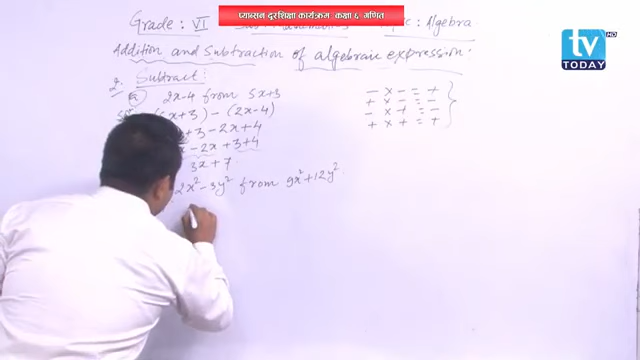 प्याब्सन दूरशिक्षा कार्यक्रम कक्षा ६ गणित
Grade: VI : Algebra
tv HD
TODAY
Addition and Subtraction of algebraic expression.
2. Subtract:
a) 2x-4 from 5x+3
x+3) - (2x-4)
+3 -2x+4
-2x +3+4
3x+7
2x²-3y² from 9x²+12y².
- × - = +
+ × - = -
- × + = -
+ × + = +